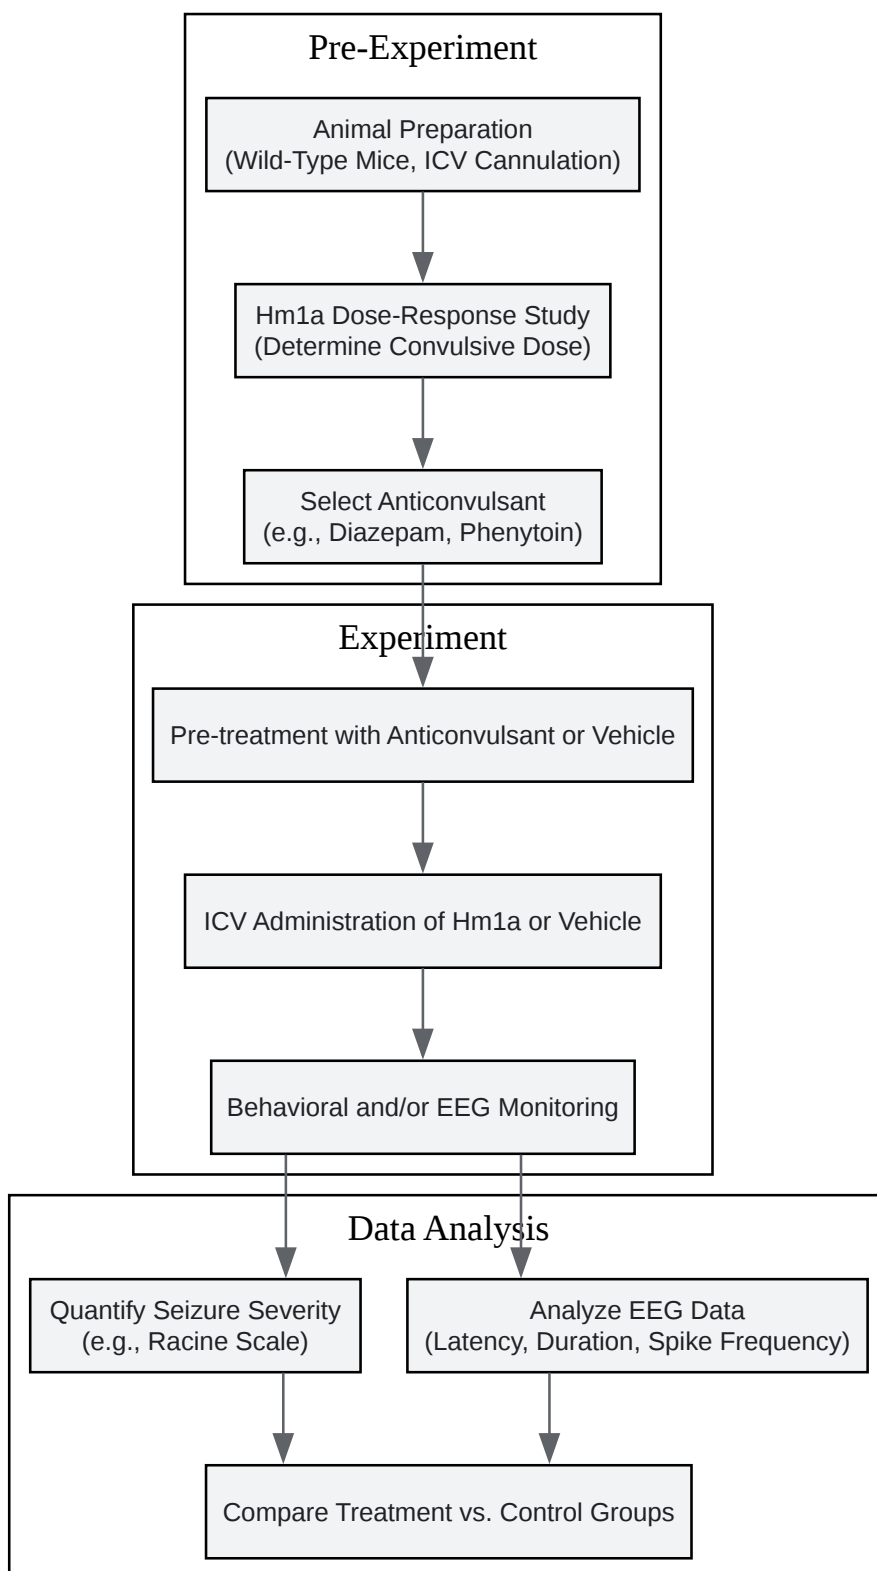 Pre-Experiment
Animal Preparation
(Wild-Type Mice, ICV Cannulation)
Hm1a Dose-Response Study
(Determine Convulsive Dose)
Select Anticonvulsant
(e.g., Diazepam, Phenytoin)
Experiment
Pre-treatment with Anticonvulsant or Vehicle
ICV Administration of Hm1a or Vehicle
Behavioral and/or EEG Monitoring
Data Analysis
Quantify Seizure Severity
(e.g., Racine Scale)
Analyze EEG Data
(Latency, Duration, Spike Frequency)
Compare Treatment vs. Control Groups